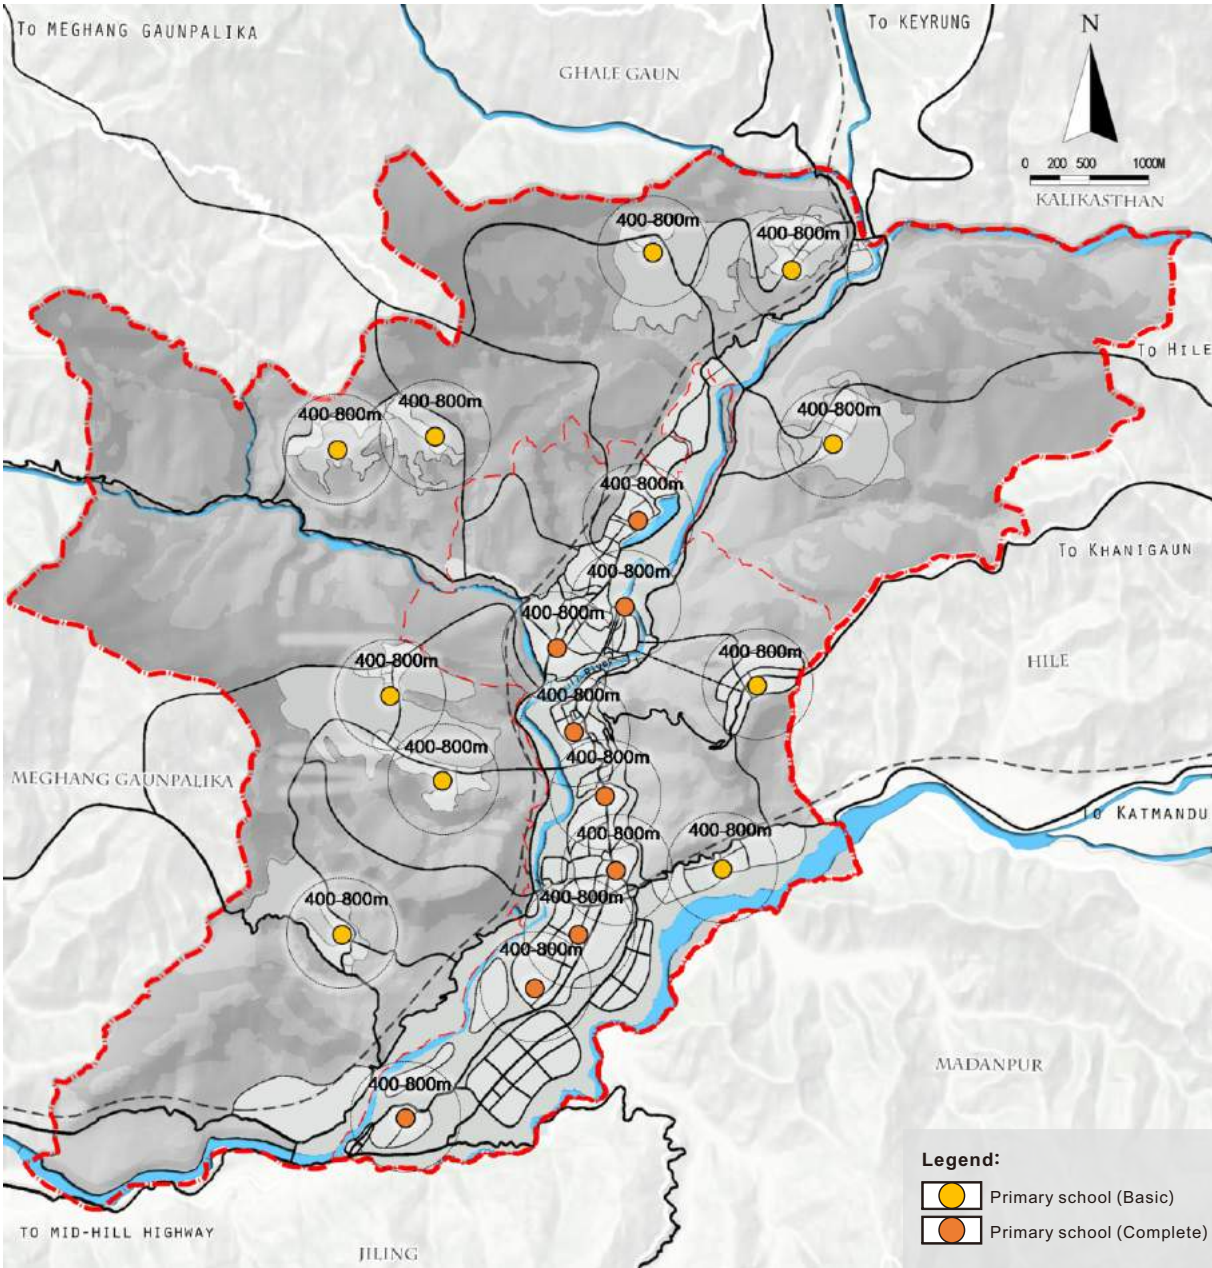 To MEGHANG GAUNPALIKA
To KEYRUNG
N
GHALE GAUN
0 200 500 1000M
KALIKASTHAN
400-800m
400-800m
To HILE
400-800m
400-800m
400-800m
400-800m
To KHANIGAUN
400-800m
400-800m
400-800m
400-800m
HILE
River
400-800m
400-800m
400-800m
MEGHANG GAUNPALIKA
To KATMANDU
400-800m
400-800m
400-800m
400-800m
400-800m
MADANPUR
400-800m
Legend:
Primary school (Basic)
Primary school (Complete)
TO MID-HILL HIGHWAY
JILING